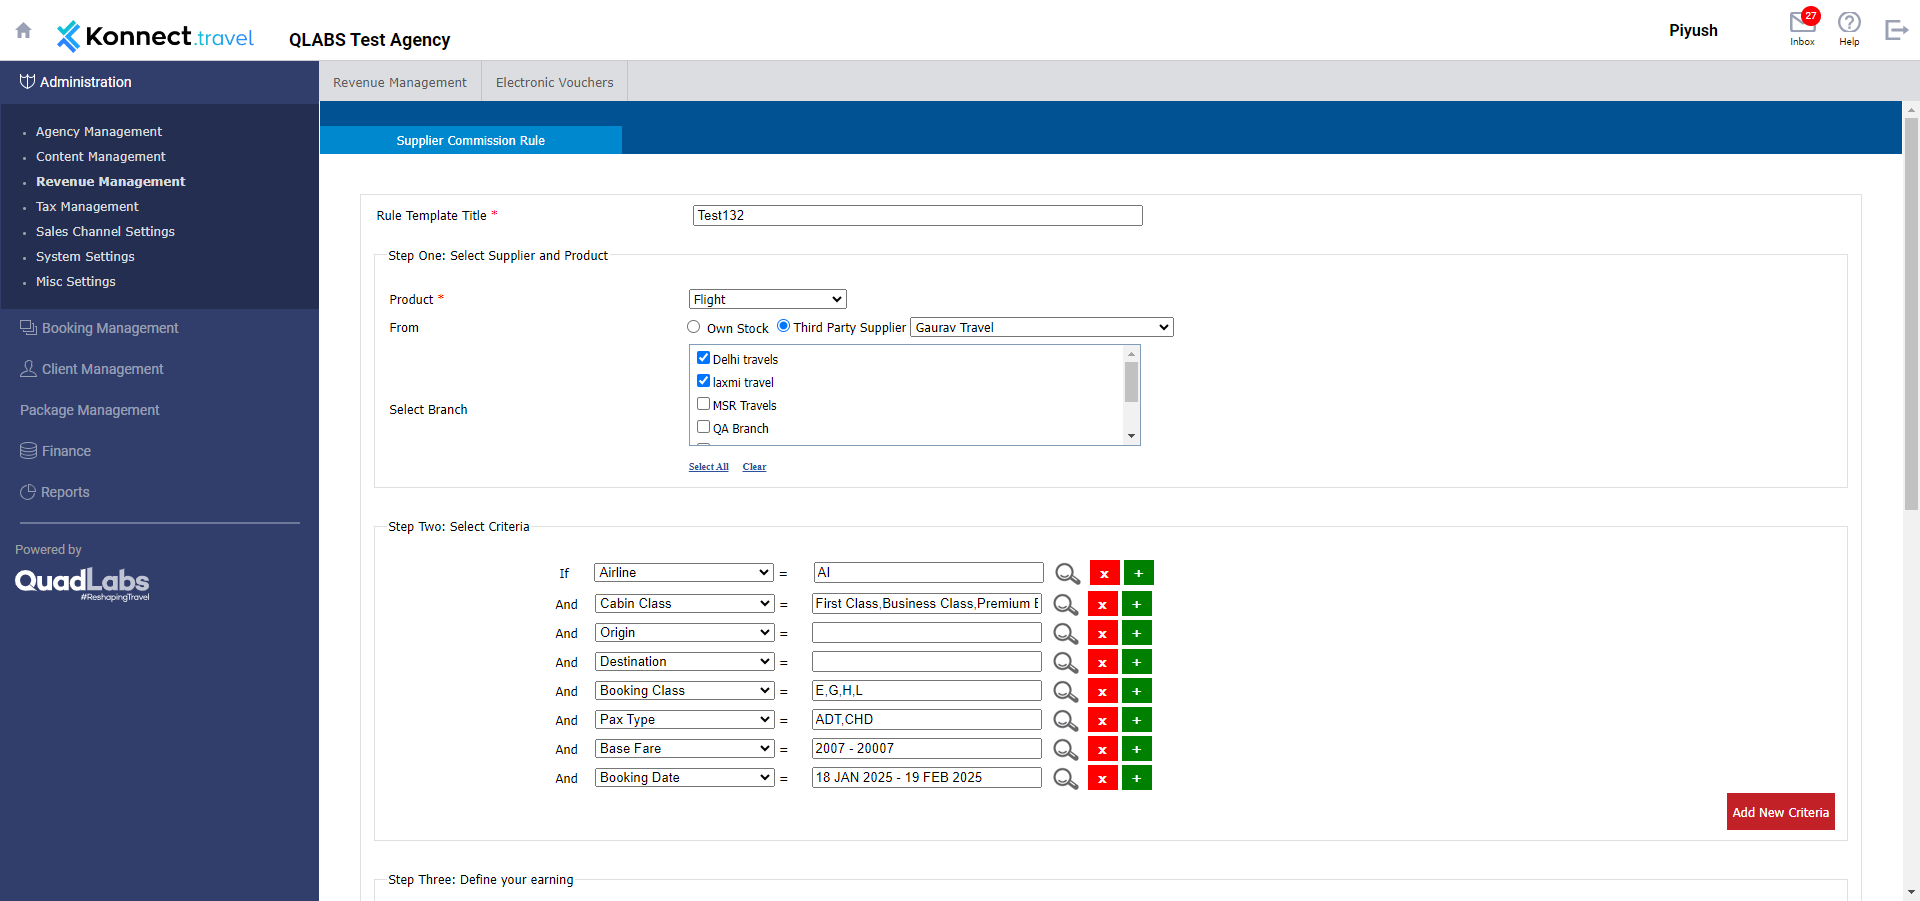 Konnect.travel
QLABS Test Agency
Piyush
27
Inbox
Help
Administration
Agency Management
Content Management
Revenue Management
Tax Management
Sales Channel Settings
System Settings
Misc Settings
Booking Management
Client Management
Package Management
Finance
Reports
Powered by
QuadLabs
#ReshapingTravel
Revenue Management
Electronic Vouchers
Supplier Commission Rule
Rule Template Title * Test132
Step One: Select Supplier and Product
Product * Flight
From Own Stock Third Party Supplier Gaurav Travel
Select Branch
Delhi travels
laxmi travel
MSR Travels
QA Branch
Select All Clear
Step Two: Select Criteria
If Airline = AI x +
And Cabin Class = First Class,Business Class,Premium E x +
And Origin = x +
And Destination = x +
And Booking Class = E,G,H,L x +
And Pax Type = ADT,CHD x +
And Base Fare = 2007 - 20007 x +
And Booking Date = 18 JAN 2025 - 19 FEB 2025 x +
Add New Criteria
Step Three: Define your earning